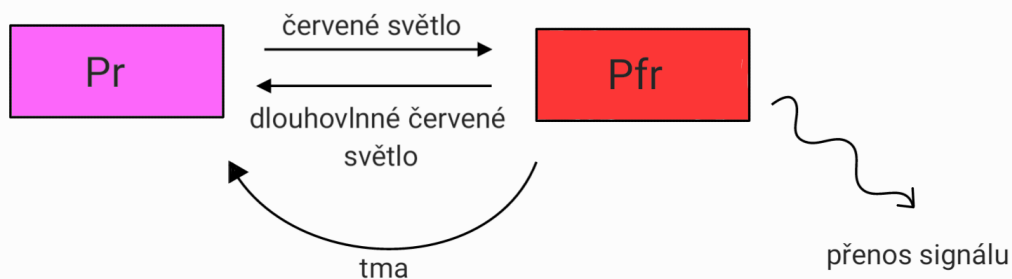 červené světlo
Pr
Pfr
dlouhovlnné červené
světlo
tma
přenos signálu